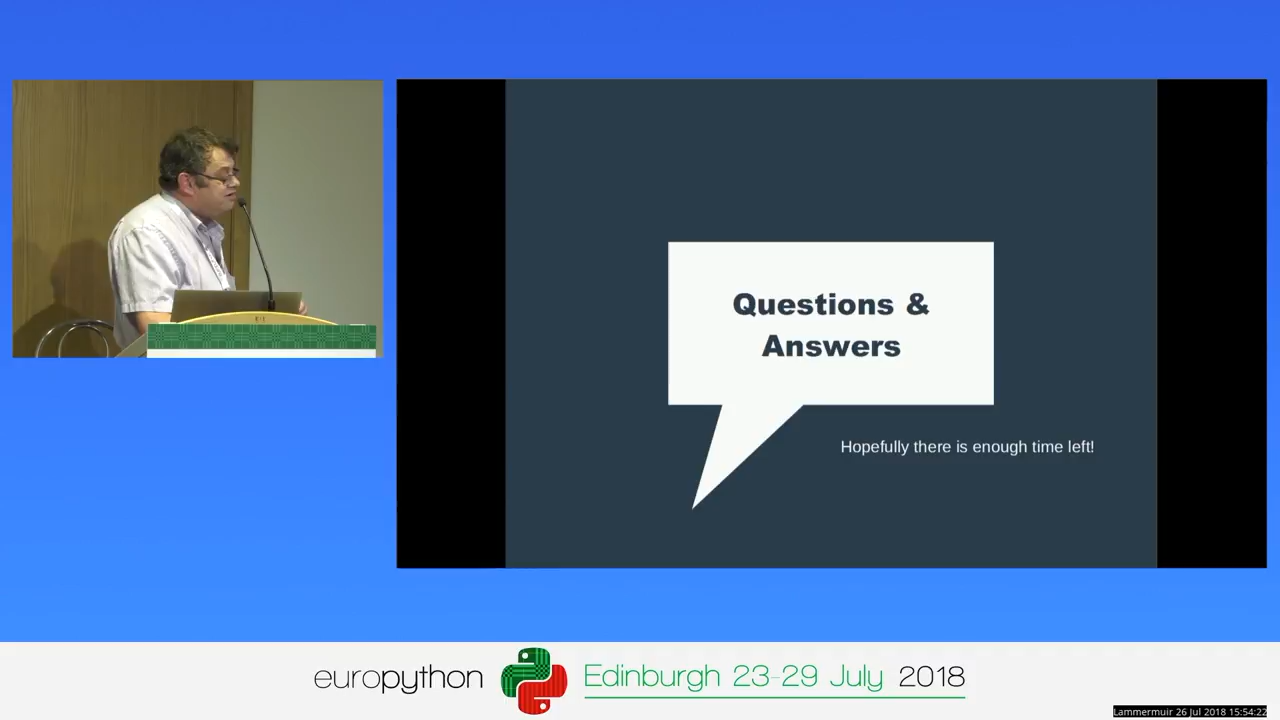 Questions &
Answers
Hopefully there is enough time left!
europython Edinburgh 23-29 July 2018
Lammermuir 26 Jul 2018 15:54:22